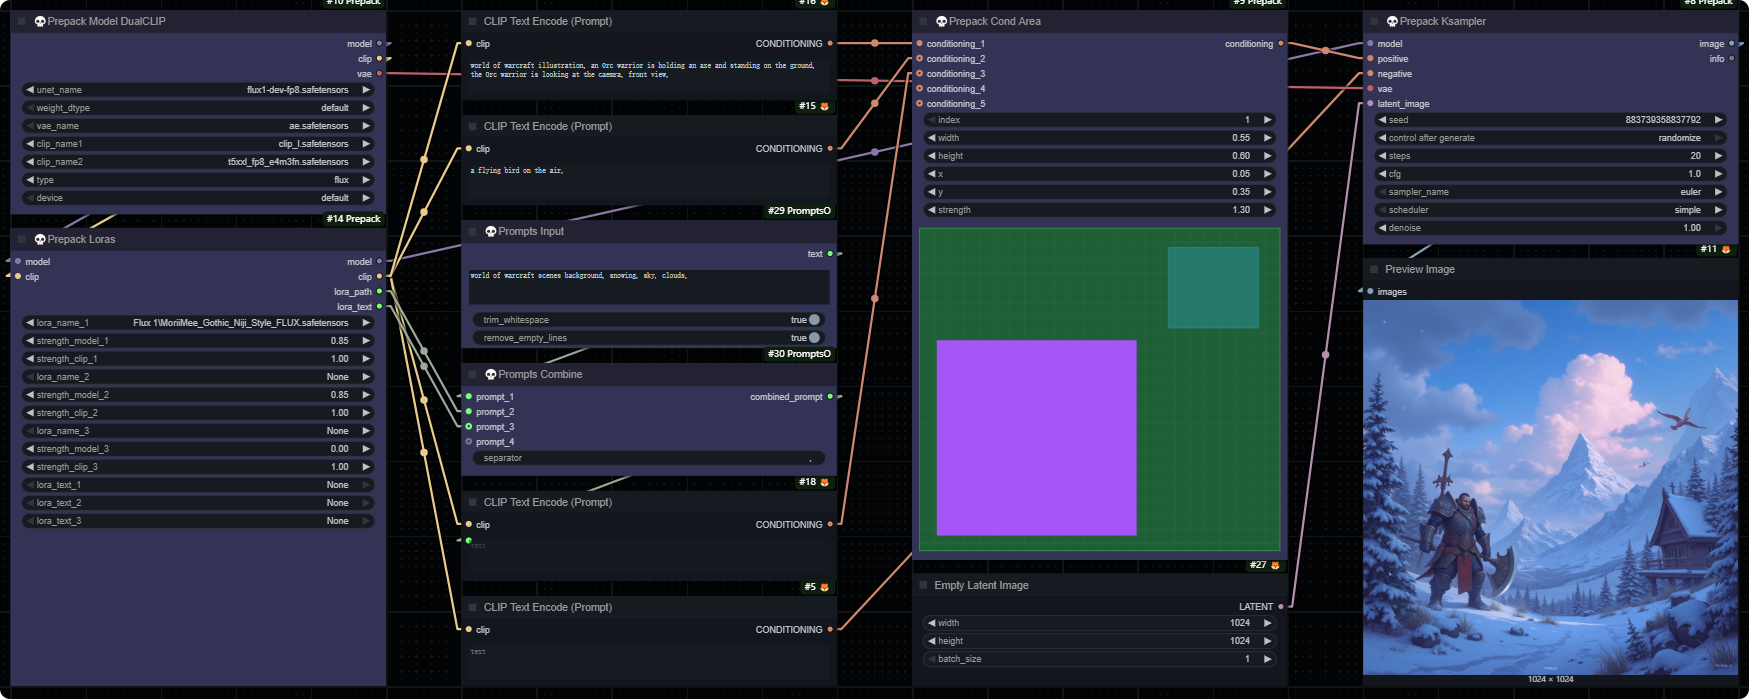 #10 Prepack
Prepack Model DualCLIP
model
clip
vae
unet_name flux1-dev-fp8.safetensors
weight_dtype default
vae_name ae.safetensors
clip_name1 clip_l.safetensors
clip_name2 t5xxl_fp8_e4m3fn.safetensors
type flux
device default
#14 Prepack
Prepack Loras
model model
clip clip
lora_path
lora_text
lora_name_1 Flux 1\MoriiMee_Gothic_Niji_Style_FLUX.safetensors
strength_model_1 0.85
strength_clip_1 1.00
lora_name_2 None
strength_model_2 0.85
strength_clip_2 1.00
lora_name_3 None
strength_model_3 0.00
strength_clip_3 1.00
lora_text_1 None
lora_text_2 None
lora_text_3 None
#16
CLIP Text Encode (Prompt)
clip CONDITIONING
world of warcraft illustration, an Orc warrior is holding an axe and standing on the ground,
the Orc warrior is looking at the caemra, front view,
#15
CLIP Text Encode (Prompt)
clip CONDITIONING
a flying bird on the air,
#29 PromptsO
Prompts Input
text
world of warcraft scenes background, snowing, sky, clouds,
trim_whitespace true
remove_empty_lines true
#30 PromptsO
Prompts Combine
prompt_1 combined_prompt
prompt_2
prompt_3
prompt_4
separator ,
#18
CLIP Text Encode (Prompt)
clip CONDITIONING
text
#5
CLIP Text Encode (Prompt)
clip CONDITIONING
text
#9 Prepack
Prepack Cond Area
conditioning_1 conditioning
conditioning_2
conditioning_3
conditioning_4
conditioning_5
index 1
width 0.55
height 0.60
x 0.05
y 0.35
strength 1.30
#27
Empty Latent Image
LATENT
width 1024
height 1024
batch_size 1
#8 Prepack
Prepack Ksampler
model image
positive info
negative
vae
latent_image
seed 883739358837792
control after generate randomize
steps 20
cfg 1.0
sampler_name euler
scheduler simple
denoise 1.00
#11
Preview Image
images
1024 × 1024